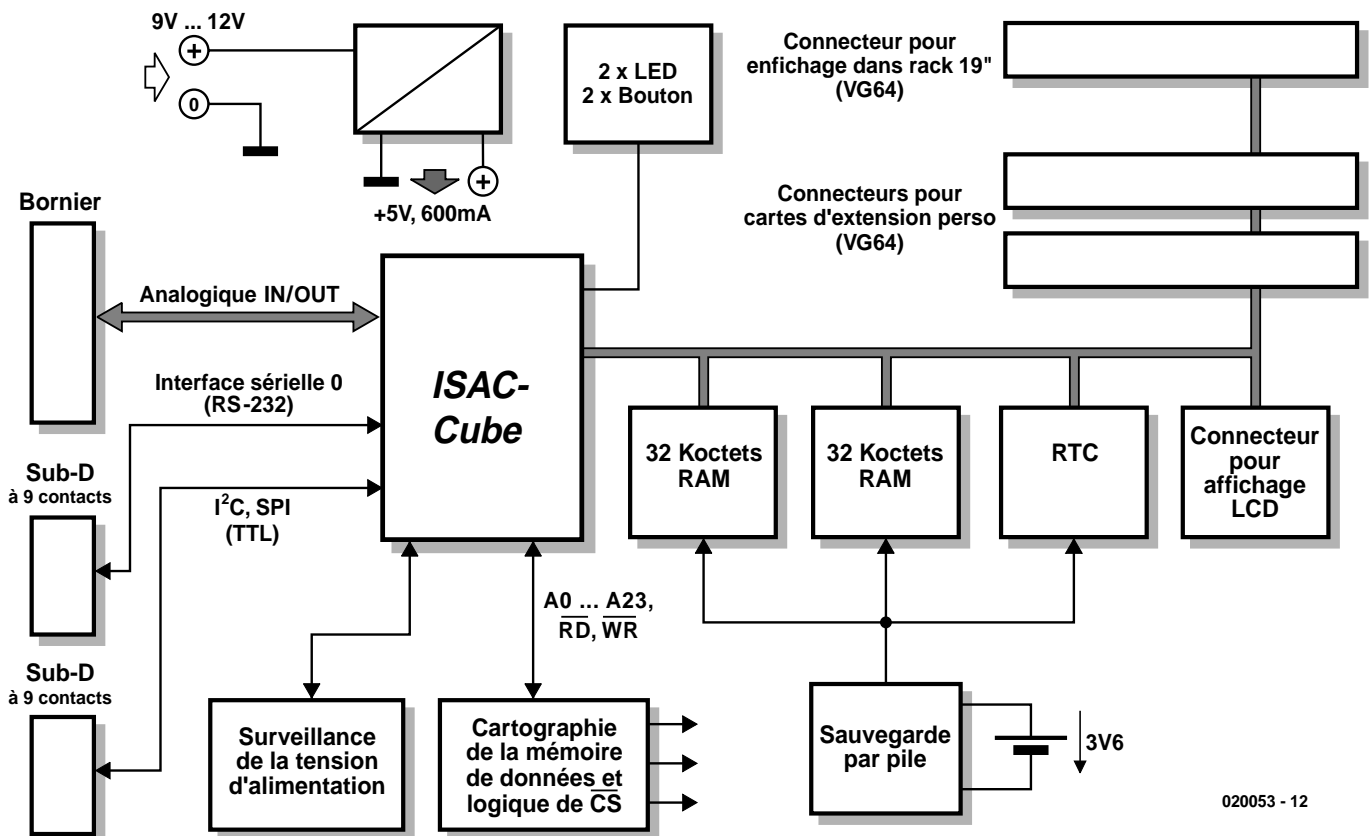 9V ... 12V
+
0
+
+5V, 600mA
2 x LED
2 x Bouton
Connecteur pour
enfichage dans rack 19"
(VG64)
Connecteurs pour
cartes d'extension perso
(VG64)
Bornier
Analogique IN/OUT
Interface sérielle 0
(RS-232)
Sub-D
à 9 contacts
I²C, SPI
(TTL)
Sub-D
à 9 contacts
ISAC-
Cube
32 Koctets
RAM
32 Koctets
RAM
RTC
Connecteur
pour
affichage
LCD
A0 ... A23,
R̅D̅, W̅R̅
Surveillance
de la tension
d'alimentation
Cartographie
de la mémoire
de données et
logique de C̅S̅
Sauvegarde
par pile
3V6
020053 - 12